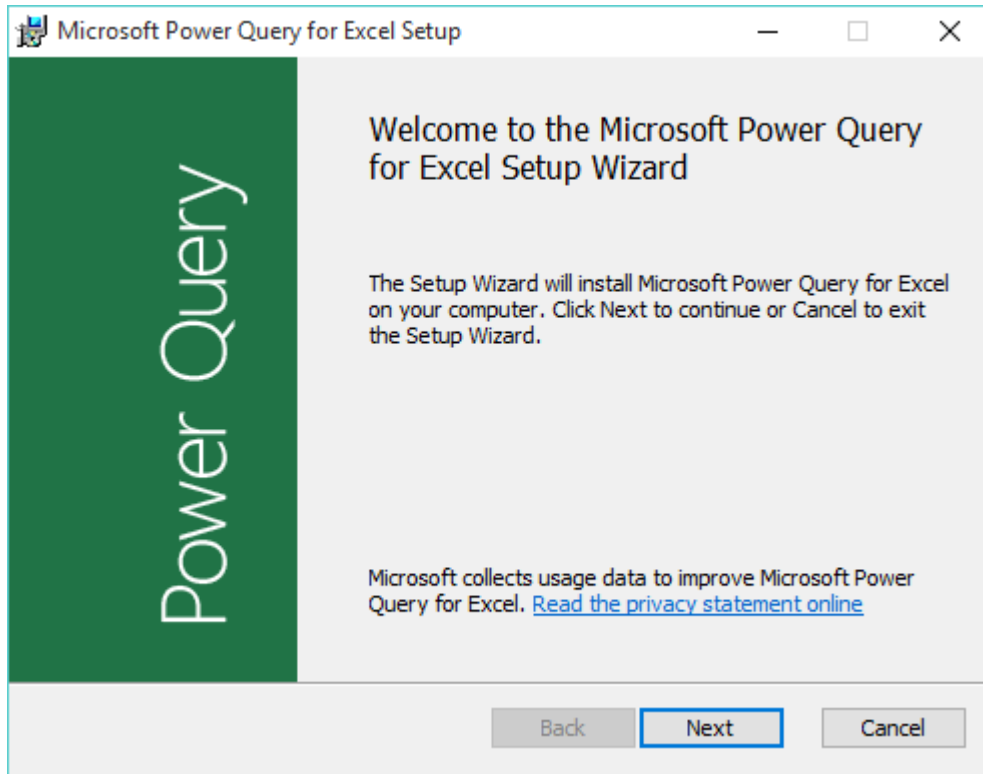 Microsoft Power Query for Excel Setup
Power Query
Welcome to the Microsoft Power Query
for Excel Setup Wizard
The Setup Wizard will install Microsoft Power Query for Excel
on your computer. Click Next to continue or Cancel to exit
the Setup Wizard.
Microsoft collects usage data to improve Microsoft Power
Query for Excel. Read the privacy statement online
Back Next Cancel